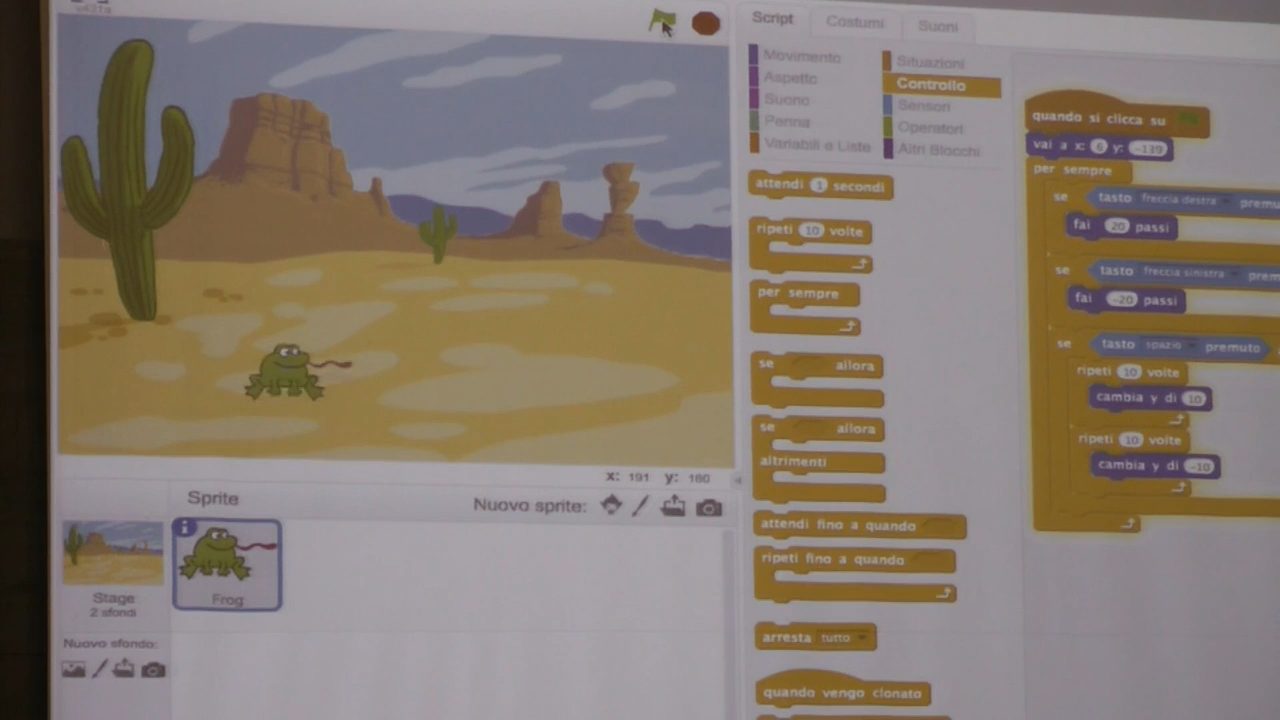 v421a
Script Costumi Suoni
Movimento Situazioni
Aspetto Controllo
Suono Sensori
Penna Operatori
Variabili e Liste Altri Blocchi
attendi 1 secondi
ripeti 10 volte
per sempre
se allora
se allora
altrimenti
attendi fino a quando
ripeti fino a quando
arresta tutto
quando vengo clonato
quando si clicca su
vai a x: 6 y: -139
per sempre
se tasto freccia destra premu
fai 20 passi
se tasto freccia sinistra prem
fai -20 passi
se tasto spazio premuto
ripeti 10 volte
cambia y di 10
ripeti 10 volte
cambia y di -10
x: 191 y: 180
Sprite Nuovo sprite:
Stage
2 sfondi
Frog
Nuovo sfondo: